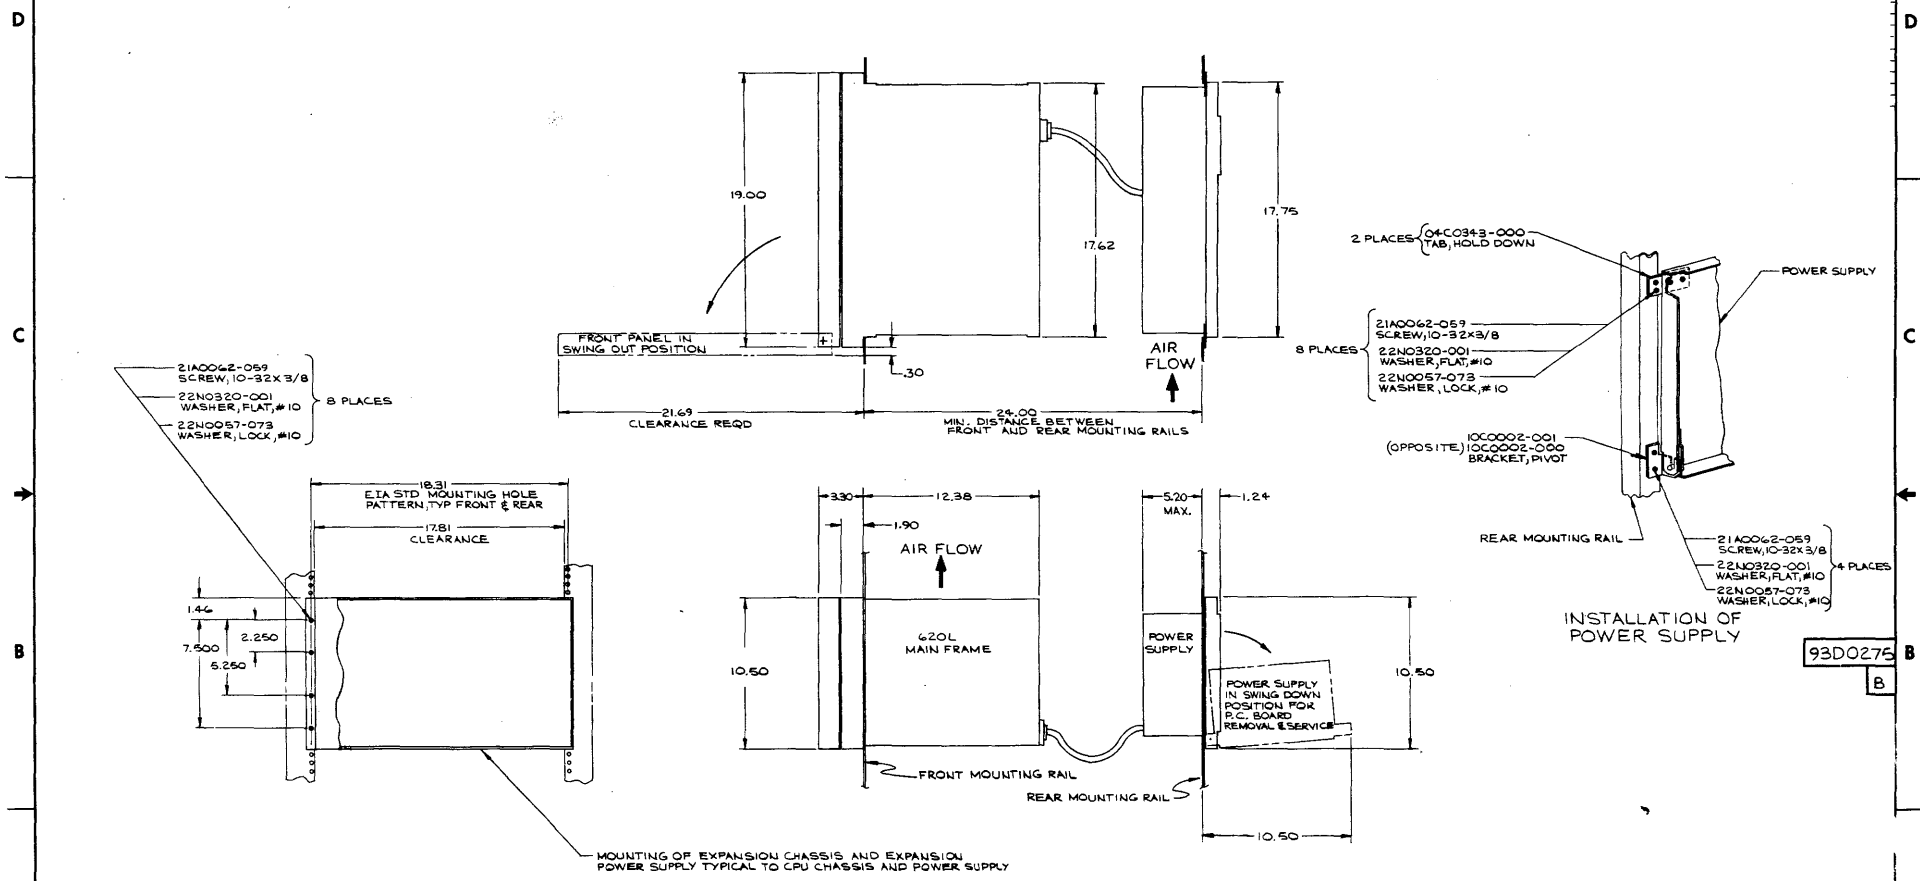 D
D
19.00
17.62
17.75
FRONT PANEL IN
SWING OUT POSITION
+
.30
AIR
FLOW
21.69
CLEARANCE REQD
24.00
MIN. DISTANCE BETWEEN
FRONT AND REAR MOUNTING RAILS
2 PLACES
04C0343-000
TAB, HOLD DOWN
POWER SUPPLY
8 PLACES
21A0062-059
SCREW, 10-32X3/8
22N0320-001
WASHER, FLAT, #10
22N0057-073
WASHER, LOCK, #10
10C0002-001
(OPPOSITE) 10C0002-000
BRACKET, PIVOT
REAR MOUNTING RAIL
21A0062-059
SCREW, 10-32X3/8
22N0320-001
WASHER, FLAT, #10
22N0057-073
WASHER, LOCK, #10
4 PLACES
INSTALLATION OF
POWER SUPPLY
C
C
21A0062-059
SCREW, 10-32X3/8
22N0320-001
WASHER, FLAT, #10
22N0057-073
WASHER, LOCK, #10
8 PLACES
18.31
EIA STD MOUNTING HOLE
PATTERN, TYP FRONT & REAR
17.81
CLEARANCE
1.46
2.250
7.500
5.250
3.30
12.38
1.90
AIR FLOW
5.20
MAX.
1.24
10.50
620L
MAIN FRAME
POWER
SUPPLY
POWER SUPPLY
IN SWING DOWN
POSITION FOR
P.C. BOARD
REMOVAL & SERVICE
10.50
FRONT MOUNTING RAIL
REAR MOUNTING RAIL
10.50
MOUNTING OF EXPANSION CHASSIS AND EXPANSION
POWER SUPPLY TYPICAL TO CPU CHASSIS AND POWER SUPPLY
B
B
93D0275
B